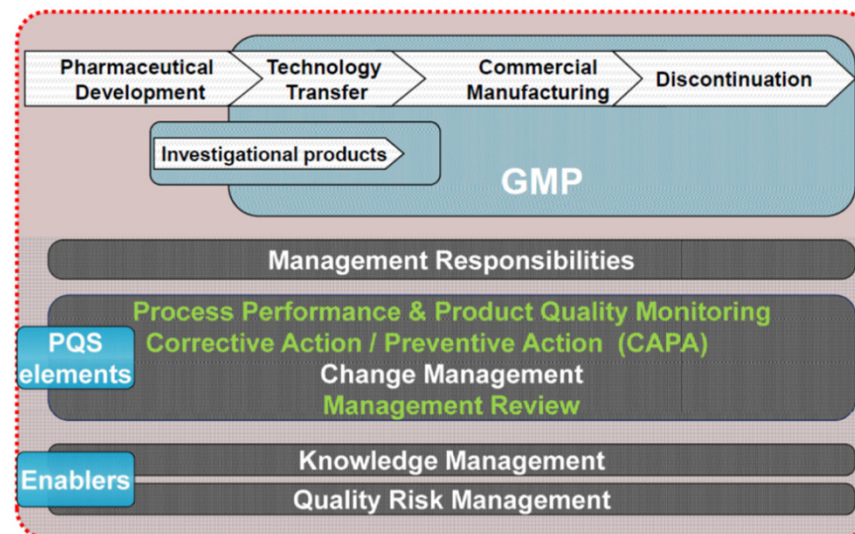 Pharmaceutical
Development
Technology
Transfer
Commercial
Manufacturing
Discontinuation
Investigational products
GMP
Management Responsibilities
PQS
elements
Process Performance & Product Quality Monitoring
Corrective Action / Preventive Action (CAPA)
Change Management
Management Review
Enablers
Knowledge Management
Quality Risk Management